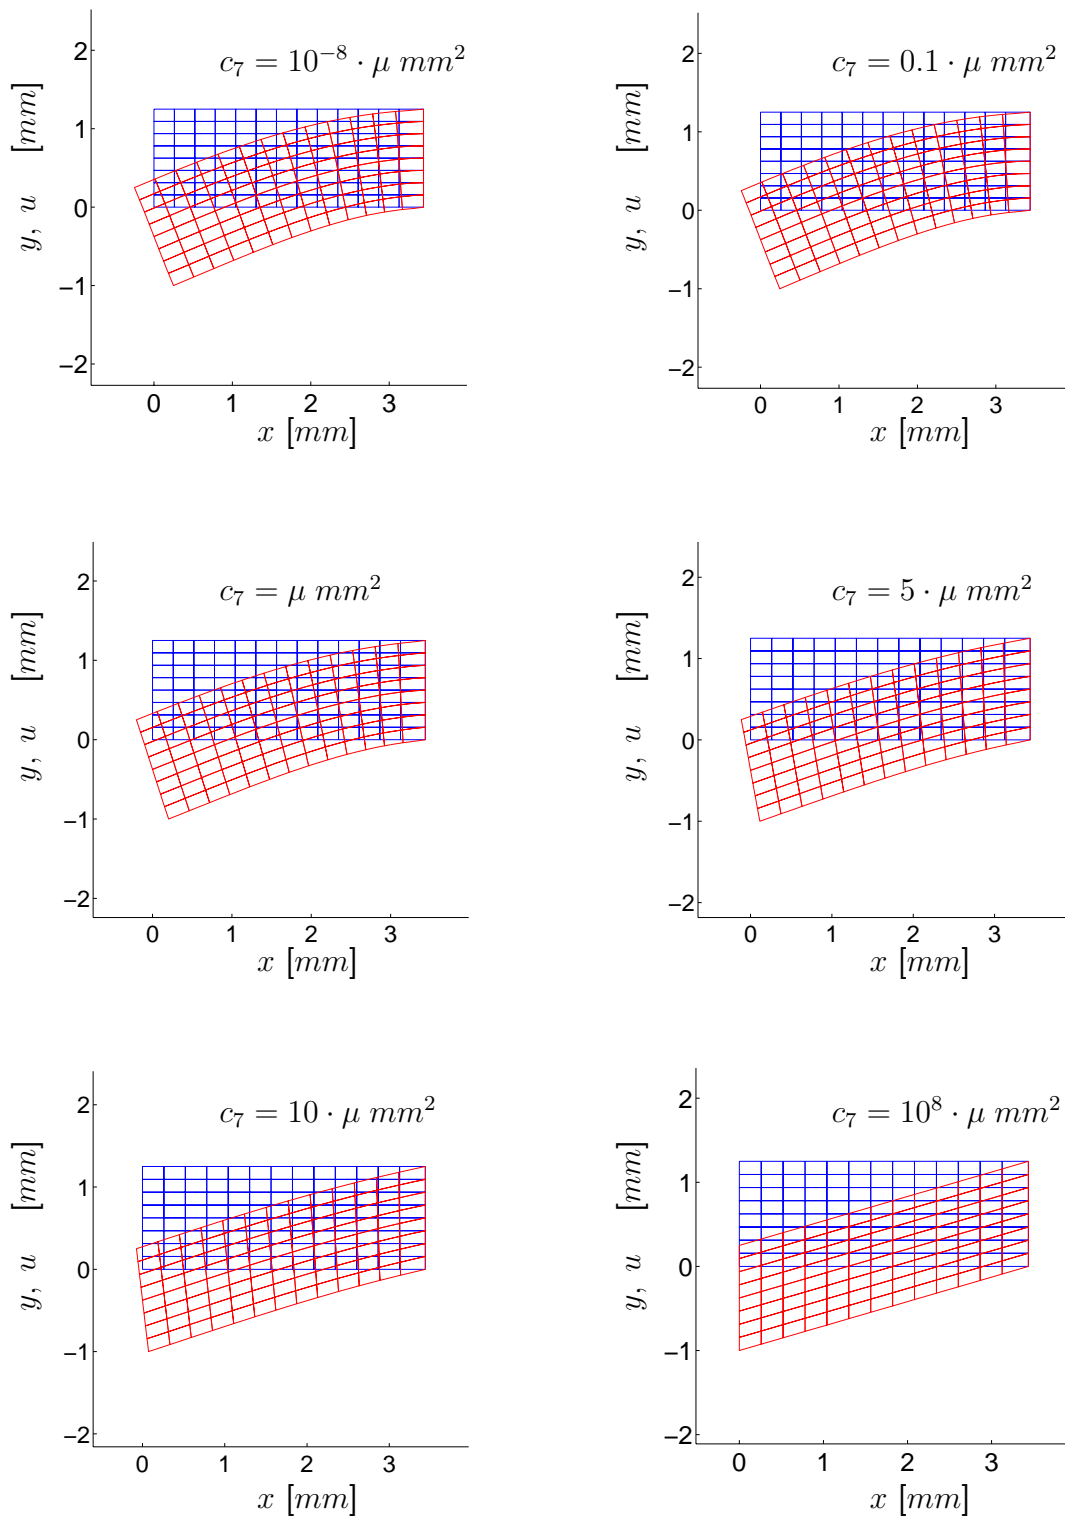 c₇ = 10⁻⁸ · μ mm²
2
1
0
−1
−2
y, u [mm]
0 1 2 3
x [mm]
c₇ = 0.1 · μ mm²
2
1
0
−1
−2
y, u [mm]
0 1 2 3
x [mm]
c₇ = μ mm²
2
1
0
−1
−2
y, u [mm]
0 1 2 3
x [mm]
c₇ = 5 · μ mm²
2
1
0
−1
−2
y, u [mm]
0 1 2 3
x [mm]
c₇ = 10 · μ mm²
2
1
0
−1
−2
y, u [mm]
0 1 2 3
x [mm]
c₇ = 10⁸ · μ mm²
2
1
0
−1
−2
y, u [mm]
0 1 2 3
x [mm]